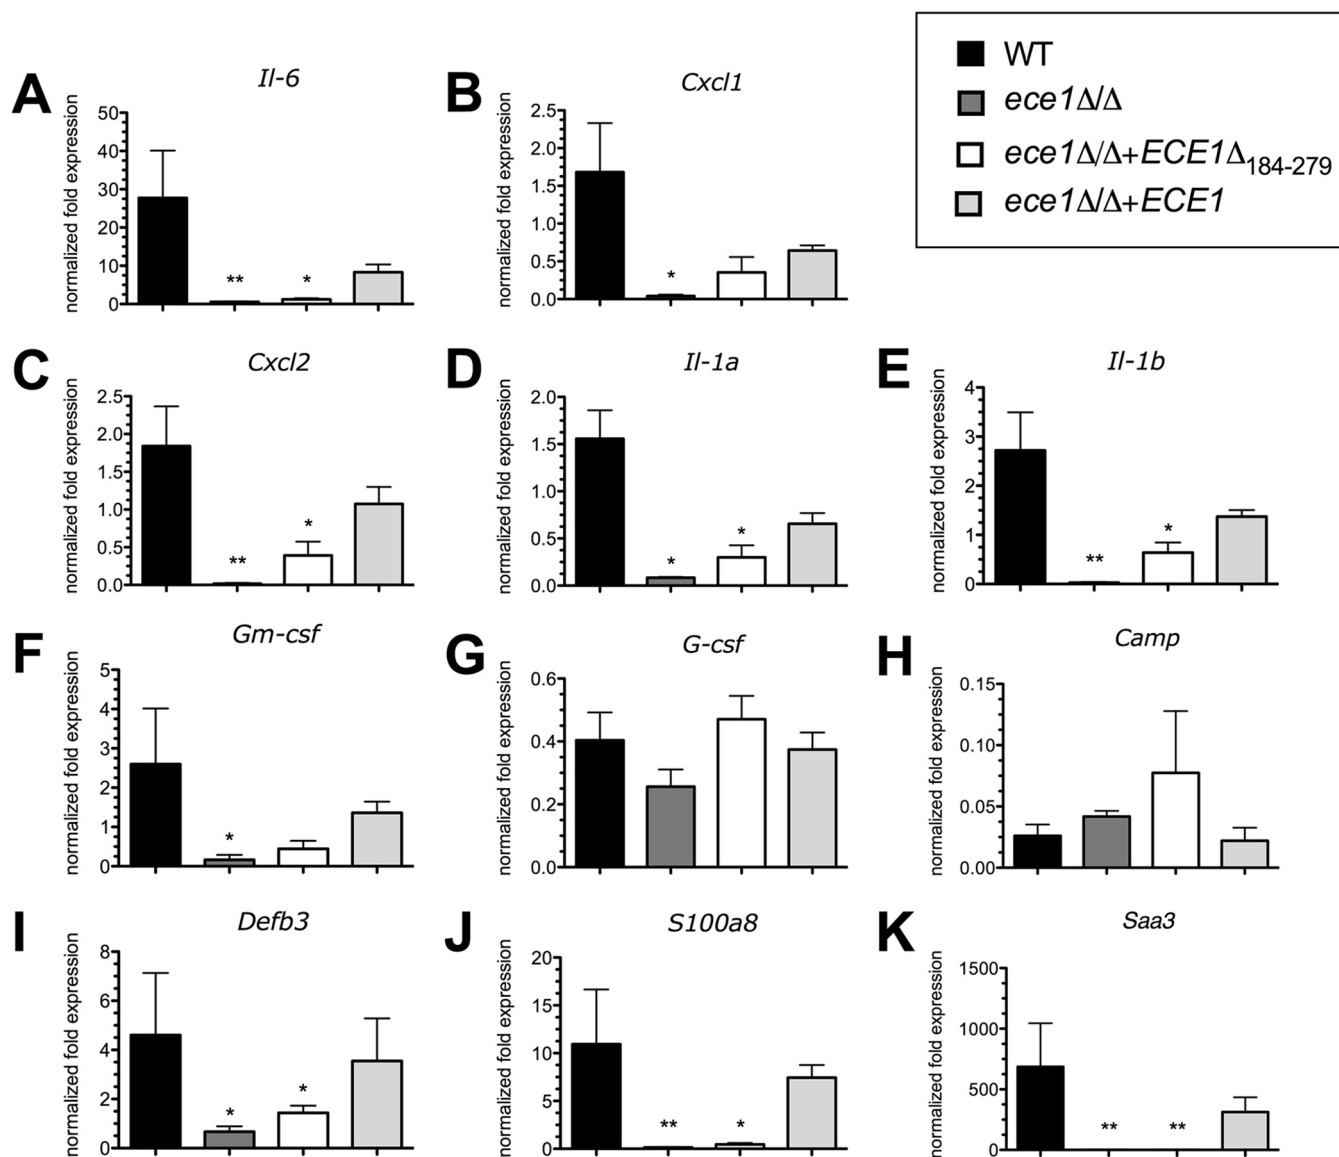 WT
ece1Δ/Δ
ece1Δ/Δ+ECE1Δ184-279
ece1Δ/Δ+ECE1
A
Il-6
normalized fold expression
50
40
30
20
10
0
**
*
B
Cxcl1
normalized fold expression
2.5
2.0
1.5
1.0
0.5
0.0
*
C
Cxcl2
normalized fold expression
2.5
2.0
1.5
1.0
0.5
0.0
**
*
D
Il-1a
normalized fold expression
2.0
1.5
1.0
0.5
0.0
*
*
E
Il-1b
normalized fold expression
4
3
2
1
0
**
*
F
Gm-csf
normalized fold expression
5
4
3
2
1
0
*
G
G-csf
normalized fold expression
0.6
0.4
0.2
0.0
H
Camp
normalized fold expression
0.15
0.10
0.05
0.00
I
Defb3
normalized fold expression
8
6
4
2
0
*
*
J
S100a8
normalized fold expression
20
15
10
5
0
**
*
K
Saa3
normalized fold expression
1500
1000
500
0
**
**